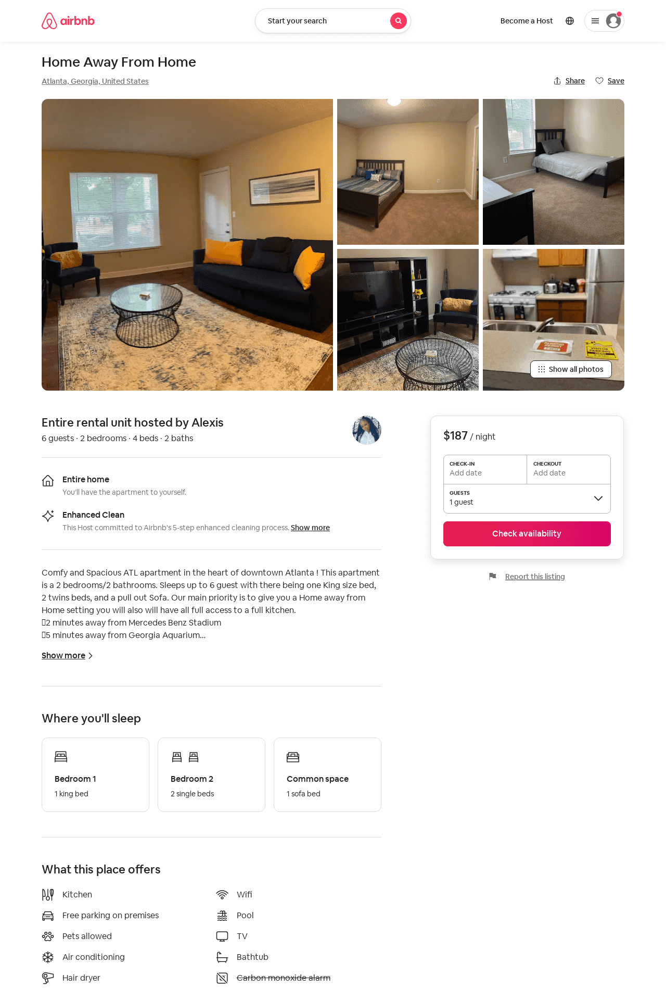 airbnb
Start your search
Become a Host
Home Away From Home
Atlanta, Georgia, United States
Share
Save
PARKING
PERMIT
VISITOR
PARKING
Show all photos
Entire rental unit hosted by Alexis
6 guests · 2 bedrooms · 4 beds · 2 baths
Entire home
You’ll have the apartment to yourself.
Enhanced Clean
This Host committed to Airbnb's 5-step enhanced cleaning process. Show more
$187 / night
CHECK-IN
Add date
CHECKOUT
Add date
GUESTS
1 guest
Check availability
Report this listing
Comfy and Spacious ATL apartment in the heart of downtown Atlanta ! This apartment
is a 2 bedrooms/2 bathrooms. Sleeps up to 6 guest with there being one King size bed,
2 twins beds, and a pull out Sofa. Our main priority is to give you a Home away from
Home setting you will also will have all full access to a full kitchen.
2 minutes away from Mercedes Benz Stadium
5 minutes away from Georgia Aquarium…
Show more
Where you'll sleep
Bedroom 1
1 king bed
Bedroom 2
2 single beds
Common space
1 sofa bed
What this place offers
Kitchen
Wifi
Free parking on premises
Pool
Pets allowed
TV
Air conditioning
Bathtub
Hair dryer
Carbon monoxide alarm